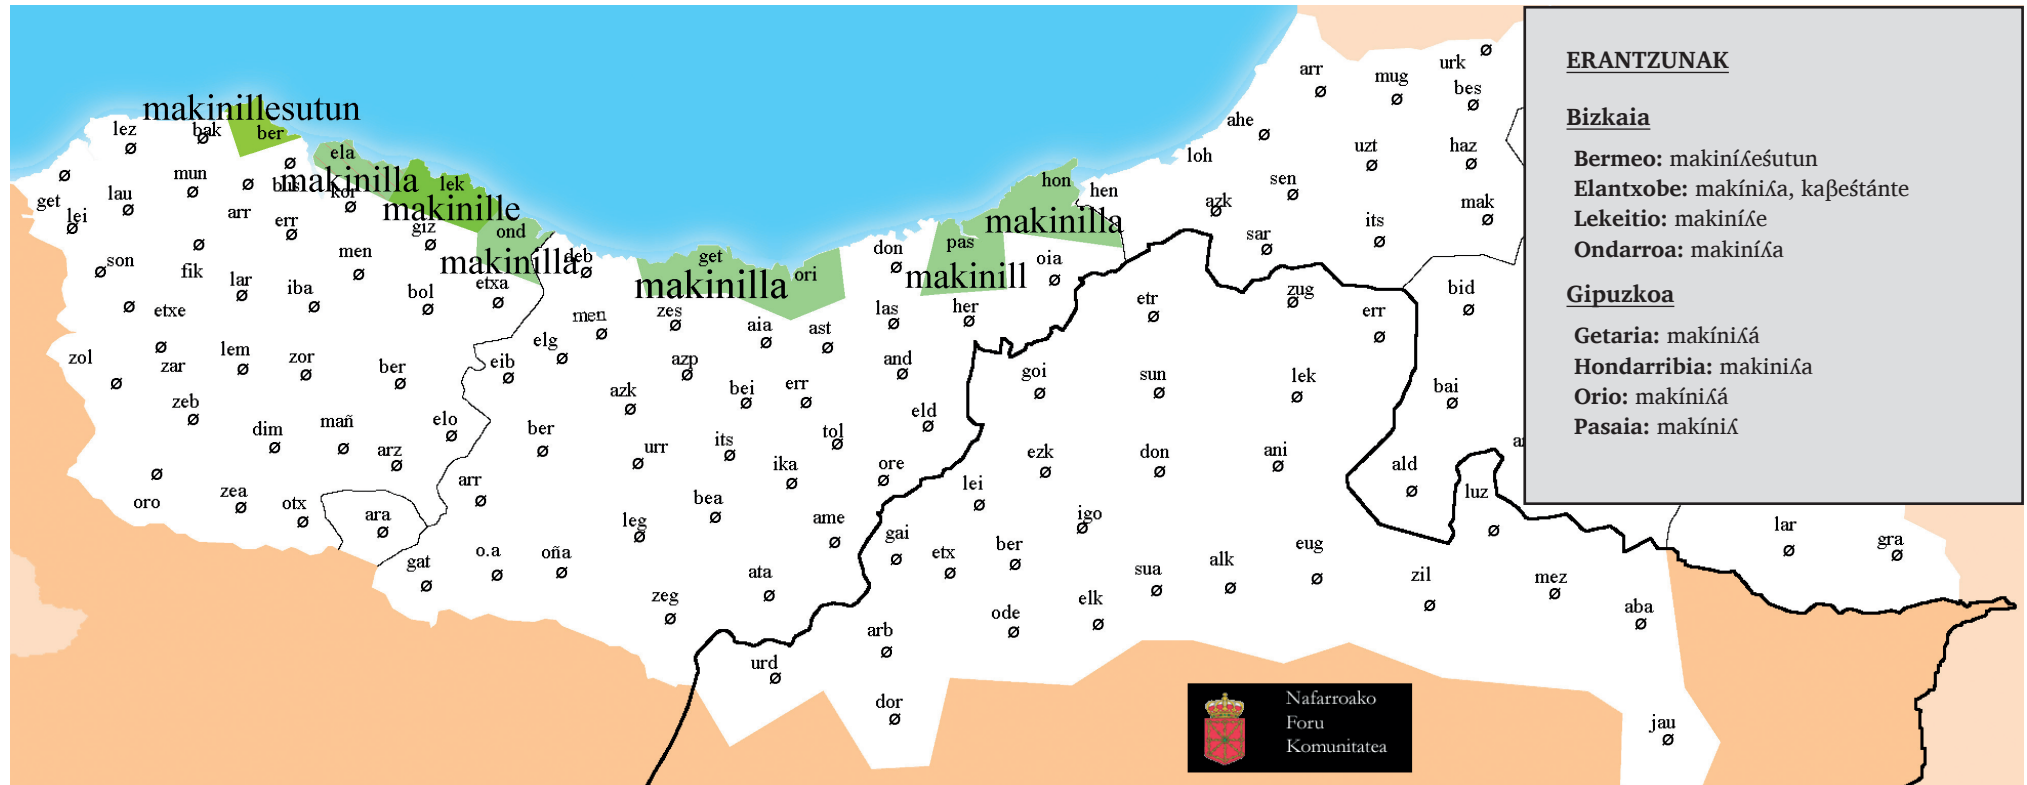 makinillesutun
lez
bak
ber
ela
makinilla
lek
makinille
get
lau
mun
lei
arr
err
kor
giz
ond
makinilla
deb
son
fik
lar
iba
men
bol
etxa
etxe
zol
zar
lem
zor
ber
zeb
dim
mañ
arz
elo
oro
zea
otx
ara
get
ori
makinilla
don
pas
makinill
hon
hen
makinilla
oia
men
zes
aia
ast
las
her
elg
eib
azp
and
azk
bei
err
eld
ber
urr
its
tol
ika
ore
arr
leg
bea
ame
gat
o.a
oña
ata
zeg
arr
mug
urk
bes
ahe
loh
uzt
haz
sen
azk
mak
its
sar
etr
zug
err
bid
goi
sun
lek
bai
ezk
don
ani
ald
lei
luz
igo
gai
etx
ber
eug
sua
alk
zil
mez
elk
ode
aba
arb
urd
dor
lar
gra
jau
ERANTZUNAK
Bizkaia
Bermeo: makiníʎeśutun
Elantxobe: makíniʎa, kaβeśtánte
Lekeitio: makiníʎe
Ondarroa: makiníʎa
Gipuzkoa
Getaria: makíniʎá
Hondarribia: makiniʎa
Orio: makíniʎá
Pasaia: makíniʎ
Nafarroako
Foru
Komunitatea